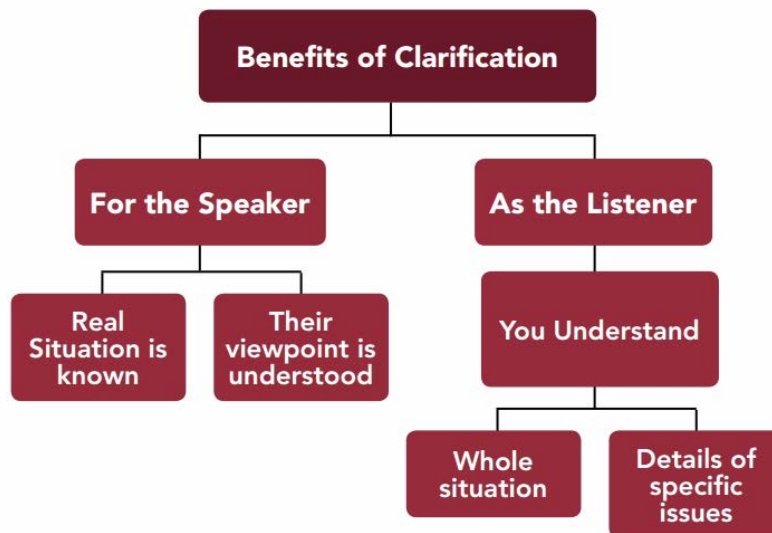 Benefits of Clarification
For the Speaker
As the Listener
Real
Situation is
known
Their
viewpoint is
understood
You Understand
Whole
situation
Details of
specific
issues